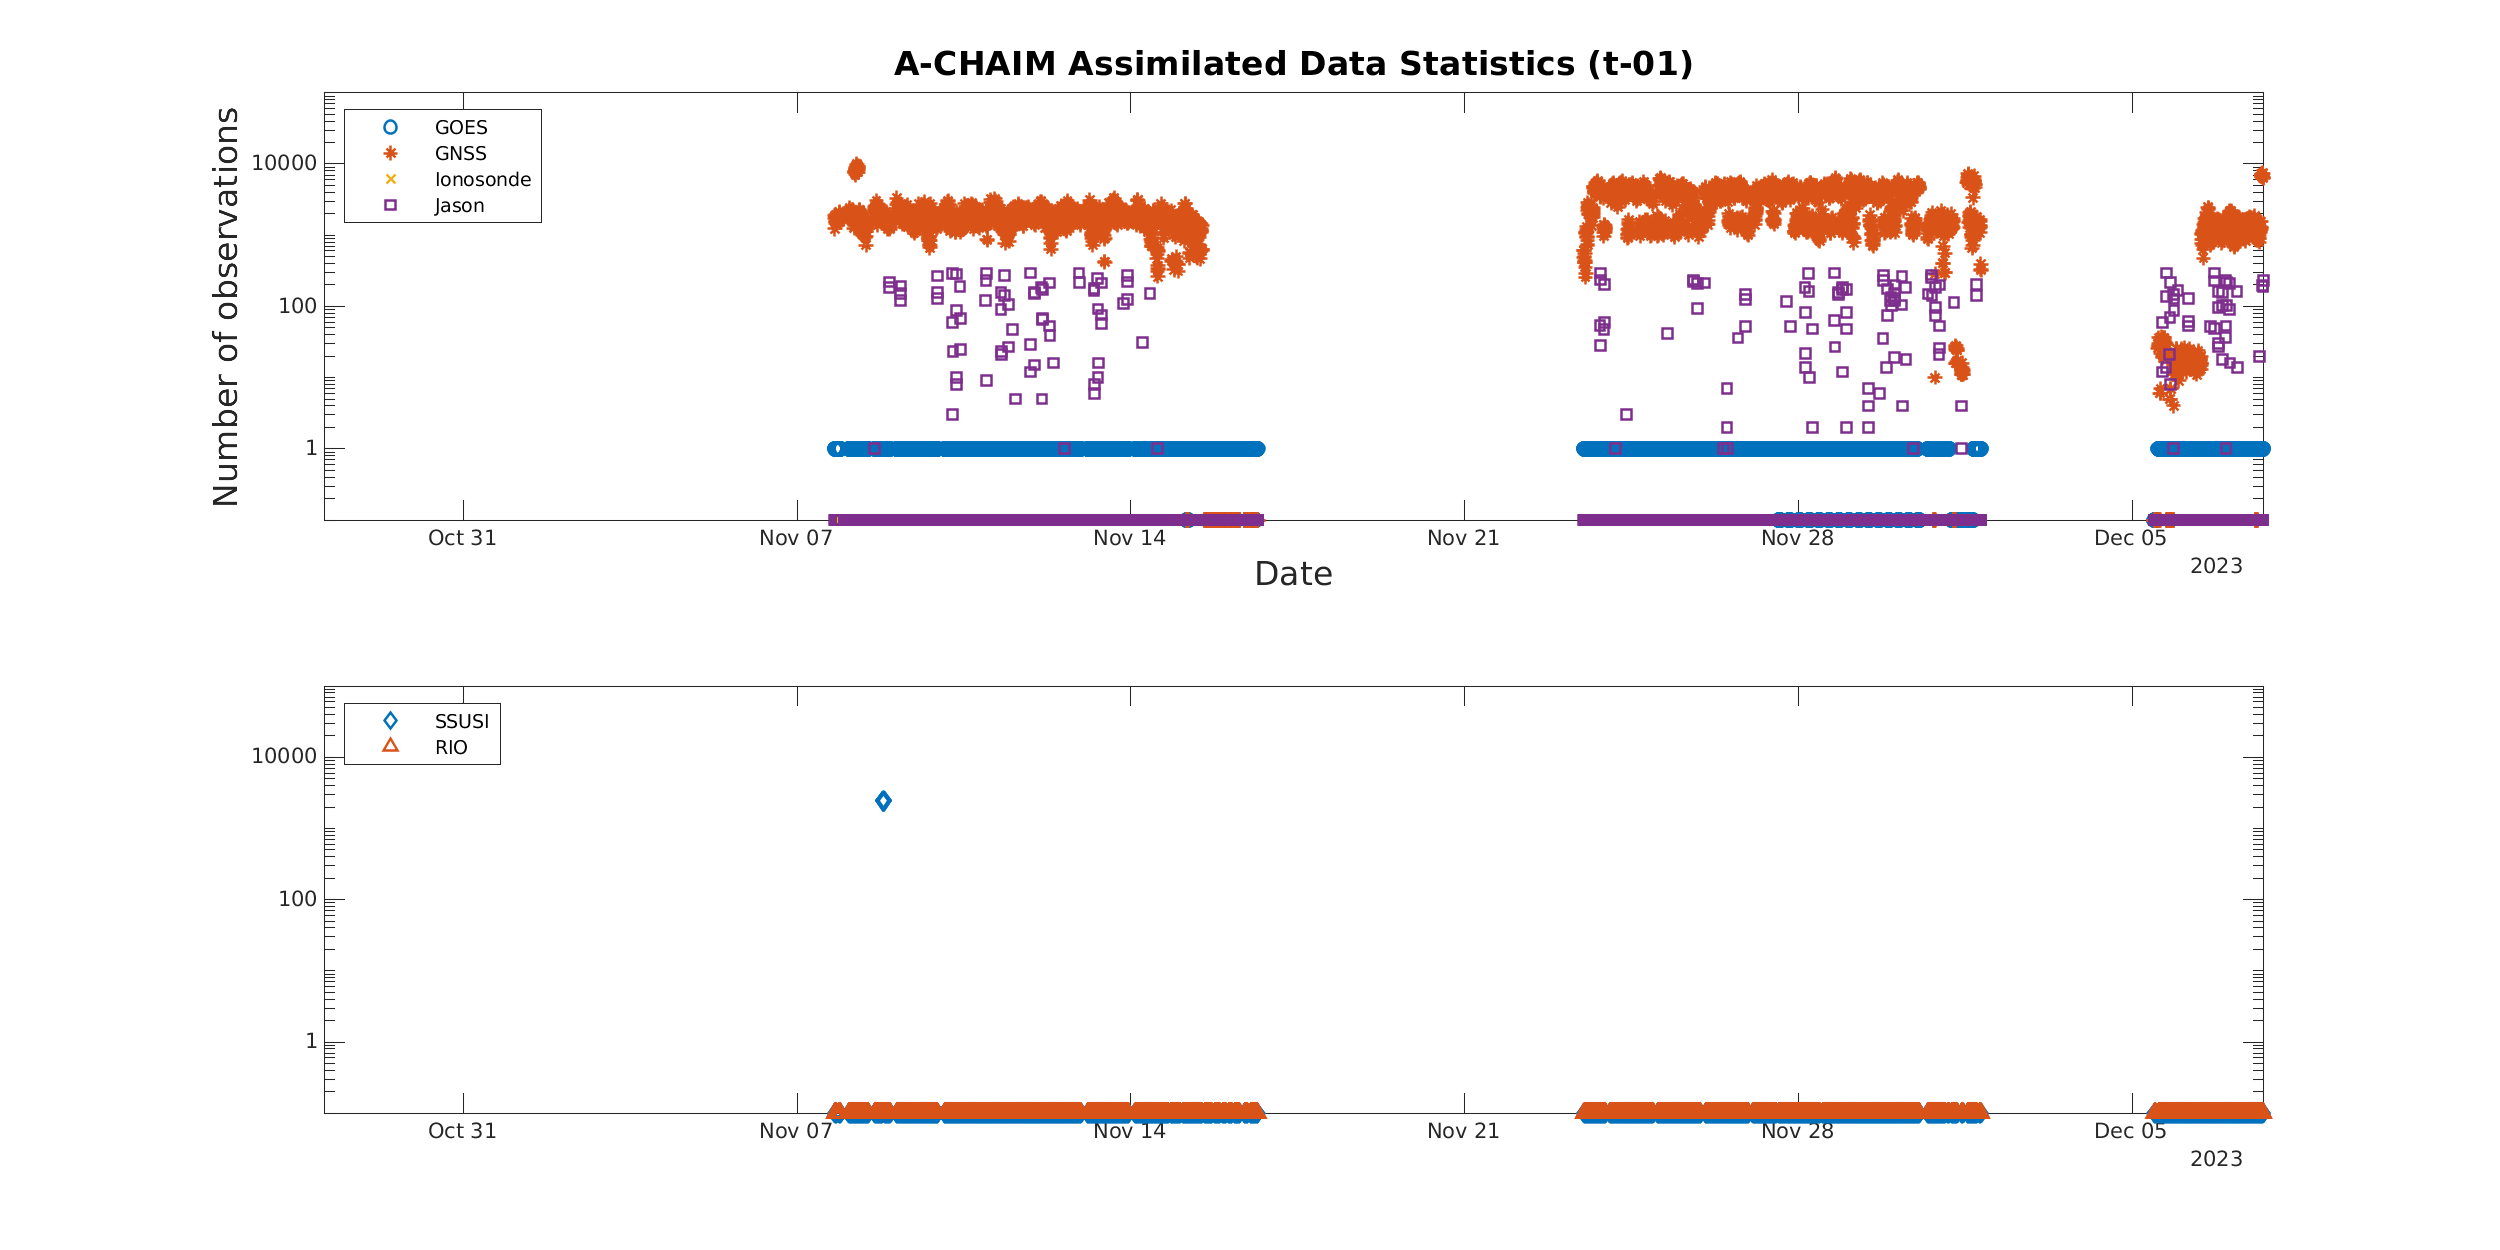 A-CHAIM Assimilated Data Statistics (t-01)
Number of observations
10000
100
1
GOES
GNSS
Ionosonde
Jason
Oct 31 Nov 07 Nov 14 Nov 21 Nov 28 Dec 05
2023
Date
10000
100
1
SSUSI
RIO
Oct 31 Nov 07 Nov 14 Nov 21 Nov 28 Dec 05
2023